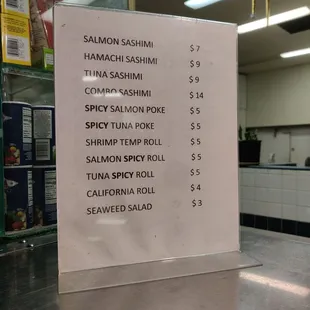 SALMON SASHIMI $7
HAMACHI SASHIMI $9
TUNA SASHIMI $9
COMBO SASHIMI $14
SPICY SALMON POKE $5
SPICY TUNA POKE $5
SHRIMP TEMP ROLL $5
SALMON SPICY ROLL $5
TUNA SPICY ROLL $5
CALIFORNIA ROLL $4
SEAWEED SALAD $3